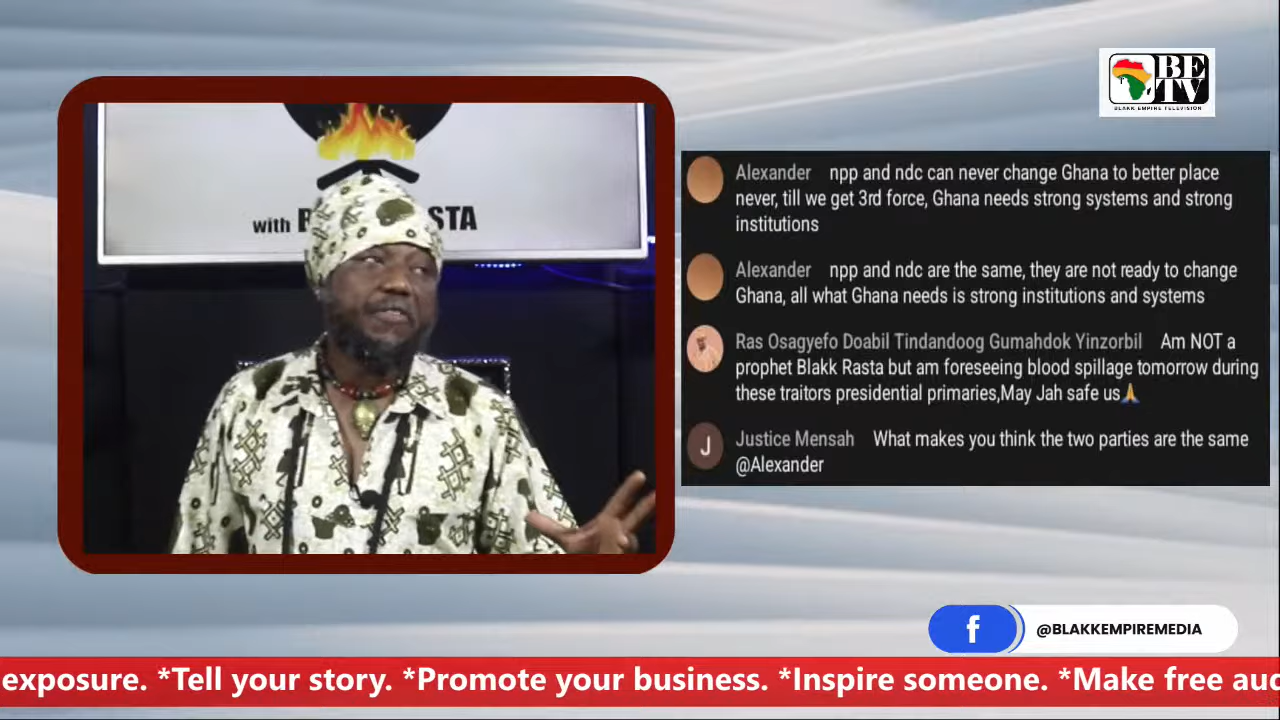 BE
TV
BLAKK EMPIRE TELEVISION
with
STA
Alexander npp and ndc can never change Ghana to better place
never, till we get 3rd force, Ghana needs strong systems and strong
institutions
Alexander npp and ndc are the same, they are not ready to change
Ghana, all what Ghana needs is strong institutions and systems
Ras Osagyefo Doabil Tindandoog Gumahdok Yinzorbil Am NOT a
prophet Blakk Rasta but am foreseeing blood spillage tomorrow during
these traitors presidential primaries,May Jah safe us🙏
J Justice Mensah What makes you think the two parties are the same
@Alexander
f @BLAKKEMPIREMEDIA
exposure. *Tell your story. *Promote your business. *Inspire someone. *Make free